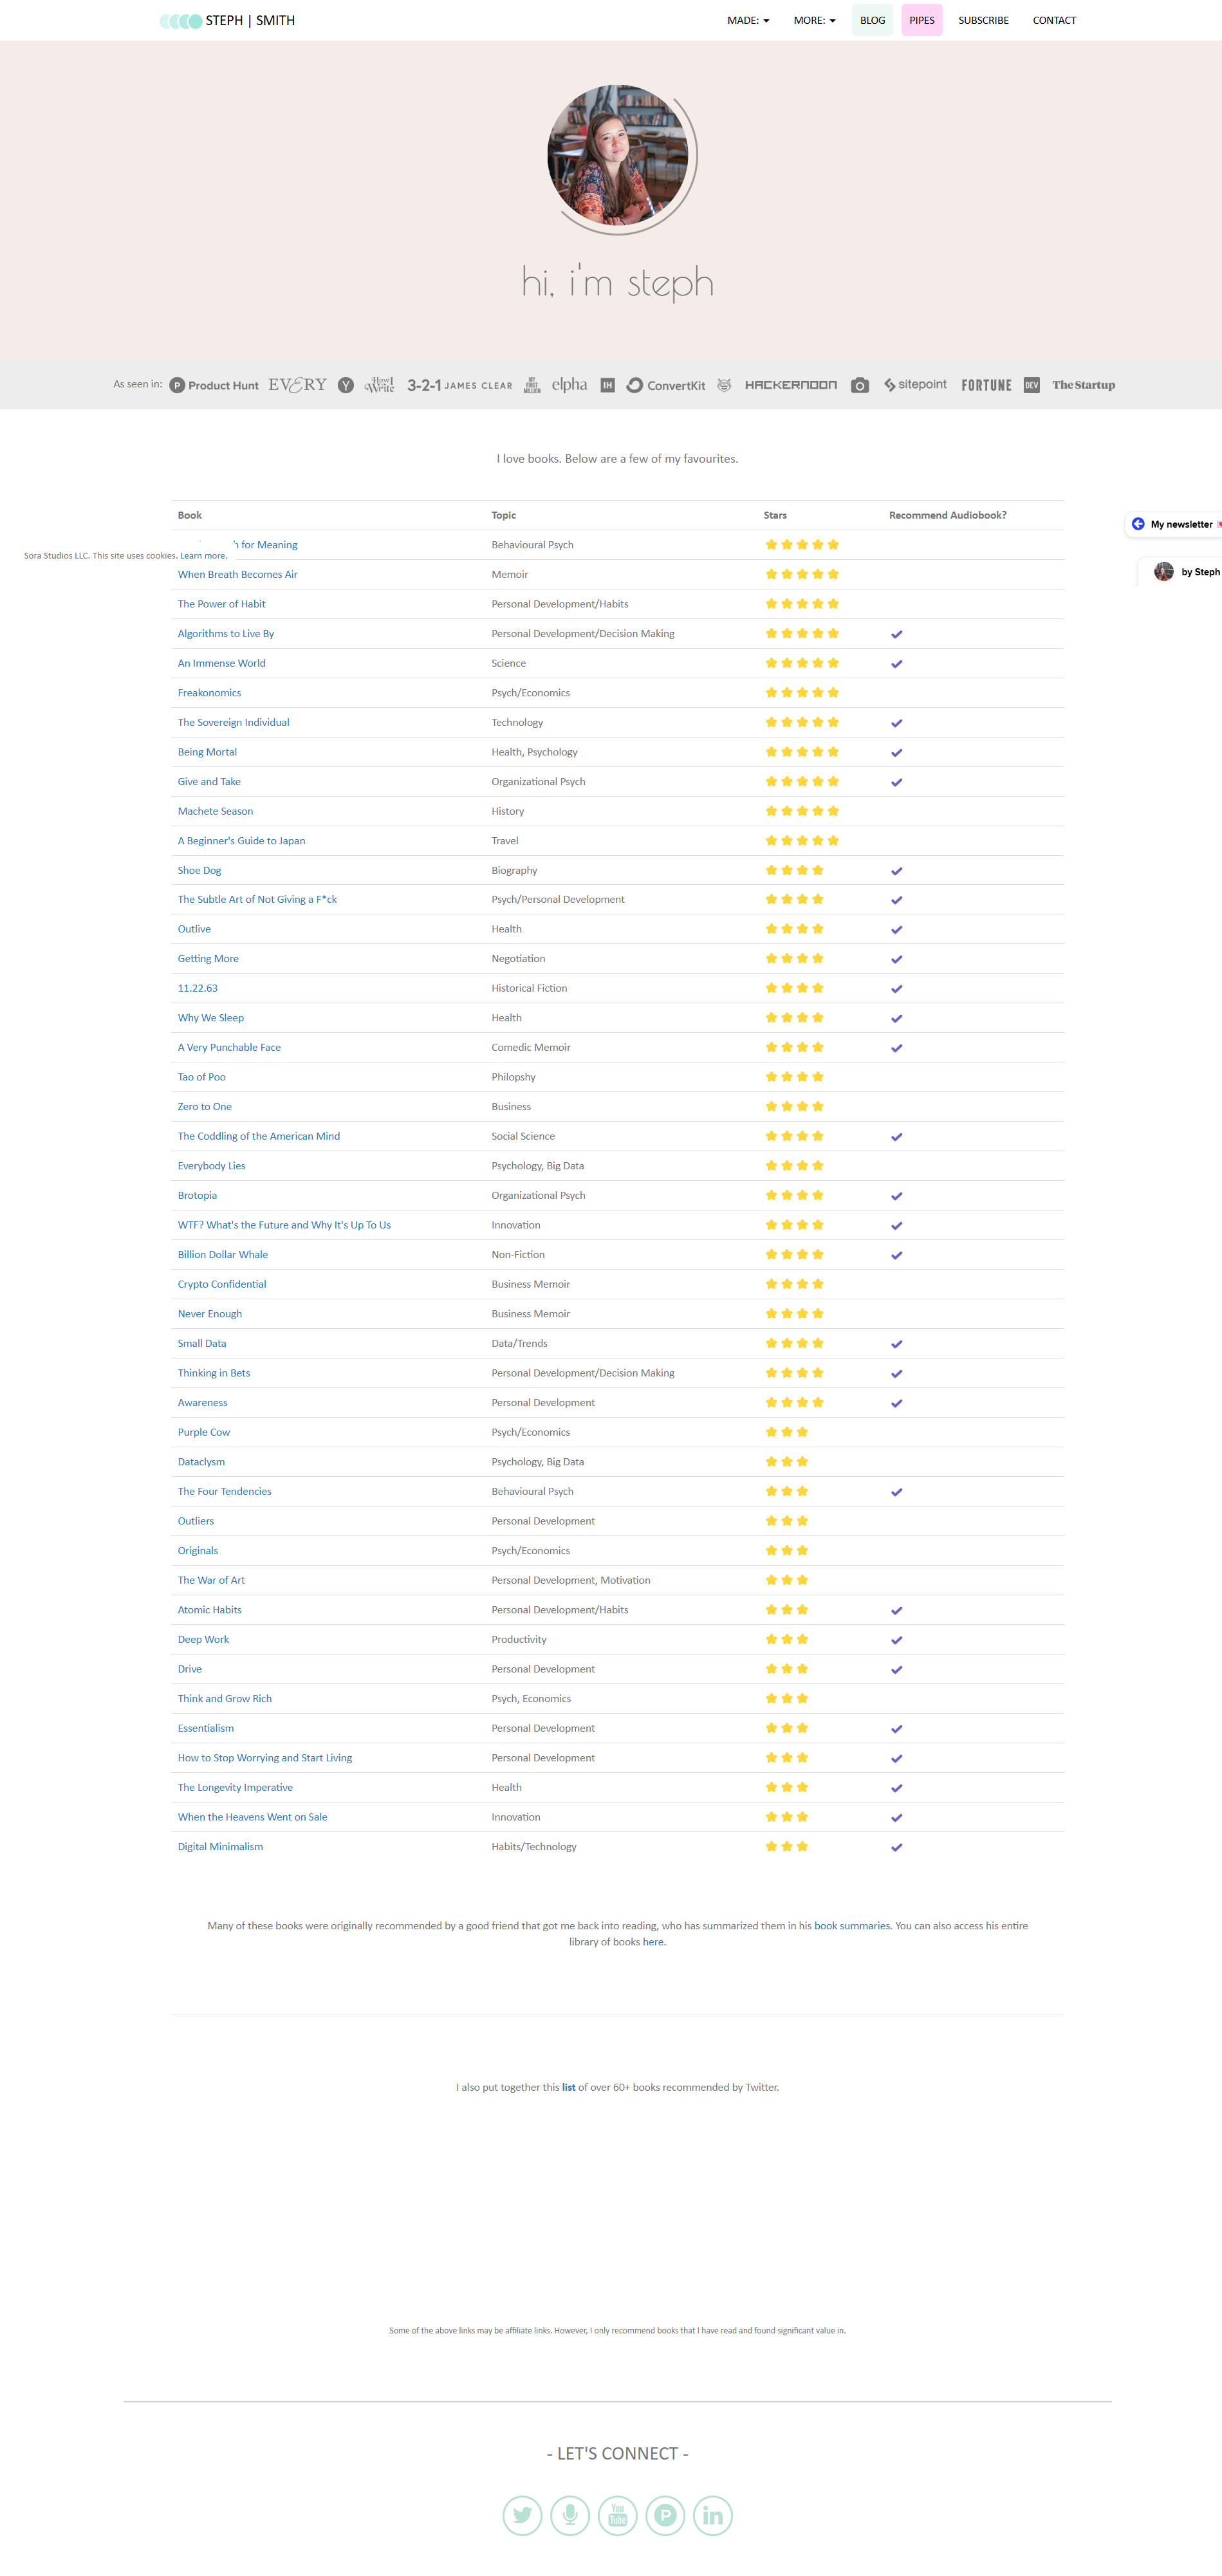 STEPH | SMITH
MADE:
MORE:
BLOG
PIPES
SUBSCRIBE
CONTACT
hi, i'm steph
As seen in: P Product Hunt EVERY Y How I Write 3-2-1 JAMES CLEAR MY FIRST MILLION elpha IH ConvertKit HACKERNOON sitepoint FORTUNE DEV The Startup
I love books. Below are a few of my favourites.
Book Topic Stars Recommend Audiobook?
My newsletter
for Meaning Behavioural Psych
Sora Studios LLC. This site uses cookies. Learn more.
by Steph
When Breath Becomes Air Memoir
The Power of Habit Personal Development/Habits
Algorithms to Live By Personal Development/Decision Making
An Immense World Science
Freakonomics Psych/Economics
The Sovereign Individual Technology
Being Mortal Health, Psychology
Give and Take Organizational Psych
Machete Season History
A Beginner's Guide to Japan Travel
Shoe Dog Biography
The Subtle Art of Not Giving a F*ck Psych/Personal Development
Outlive Health
Getting More Negotiation
11.22.63 Historical Fiction
Why We Sleep Health
A Very Punchable Face Comedic Memoir
Tao of Poo Philopshy
Zero to One Business
The Coddling of the American Mind Social Science
Everybody Lies Psychology, Big Data
Brotopia Organizational Psych
WTF? What's the Future and Why It's Up To Us Innovation
Billion Dollar Whale Non-Fiction
Crypto Confidential Business Memoir
Never Enough Business Memoir
Small Data Data/Trends
Thinking in Bets Personal Development/Decision Making
Awareness Personal Development
Purple Cow Psych/Economics
Dataclysm Psychology, Big Data
The Four Tendencies Behavioural Psych
Outliers Personal Development
Originals Psych/Economics
The War of Art Personal Development, Motivation
Atomic Habits Personal Development/Habits
Deep Work Productivity
Drive Personal Development
Think and Grow Rich Psych, Economics
Essentialism Personal Development
How to Stop Worrying and Start Living Personal Development
The Longevity Imperative Health
When the Heavens Went on Sale Innovation
Digital Minimalism Habits/Technology
Many of these books were originally recommended by a good friend that got me back into reading, who has summarized them in his book summaries. You can also access his entire
library of books here.
I also put together this list of over 60+ books recommended by Twitter.
Some of the above links may be affiliate links. However, I only recommend books that I have read and found significant value in.
- LET'S CONNECT -
You Tube P in